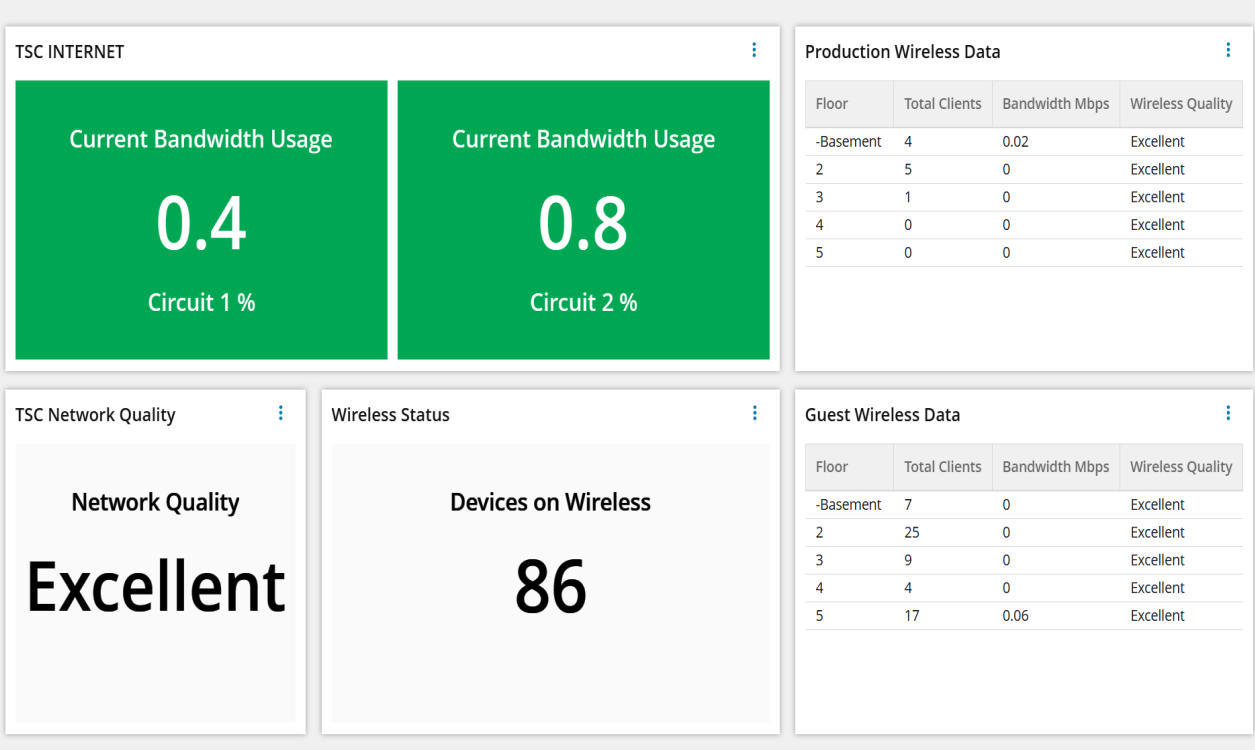 TSC INTERNET
Current Bandwidth Usage
0.4
Circuit 1 %
Current Bandwidth Usage
0.8
Circuit 2 %
Production Wireless Data
Floor Total Clients Bandwidth Mbps Wireless Quality
-Basement 4 0.02 Excellent
2 5 0 Excellent
3 1 0 Excellent
4 0 0 Excellent
5 0 0 Excellent
TSC Network Quality
Network Quality
Excellent
Wireless Status
Devices on Wireless
86
Guest Wireless Data
Floor Total Clients Bandwidth Mbps Wireless Quality
-Basement 7 0 Excellent
2 25 0 Excellent
3 9 0 Excellent
4 4 0 Excellent
5 17 0.06 Excellent